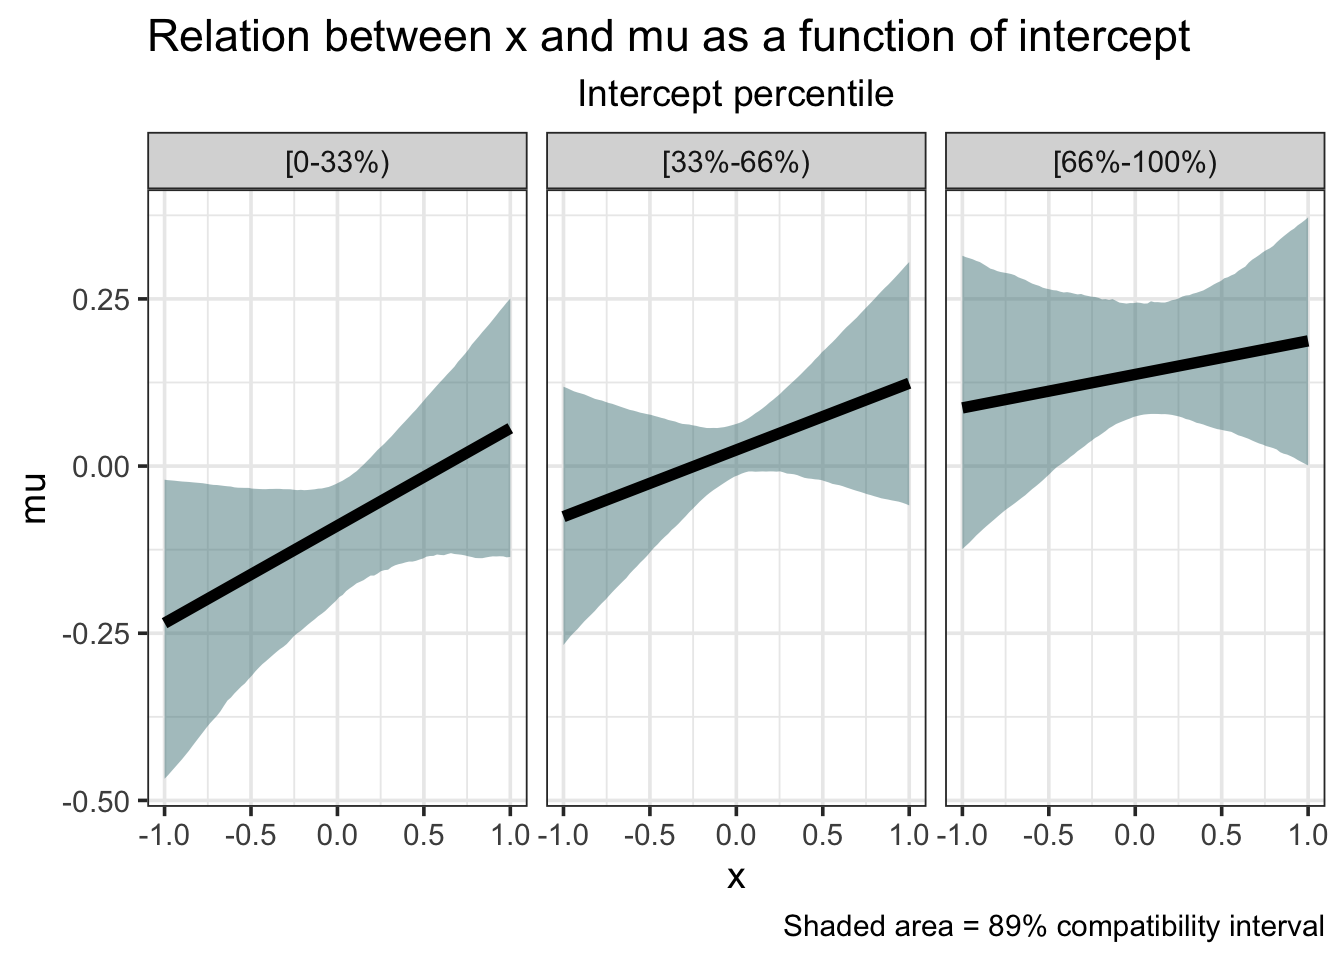 Relation between x and mu as a function of intercept
Intercept percentile
[0-33%) [33%-66%) [66%-100%)
mu
0.25
0.00
-0.25
-0.50
-1.0 -0.5 0.0 0.5 1.0 -1.0 -0.5 0.0 0.5 1.0 -1.0 -0.5 0.0 0.5 1.0
x
Shaded area = 89% compatibility interval